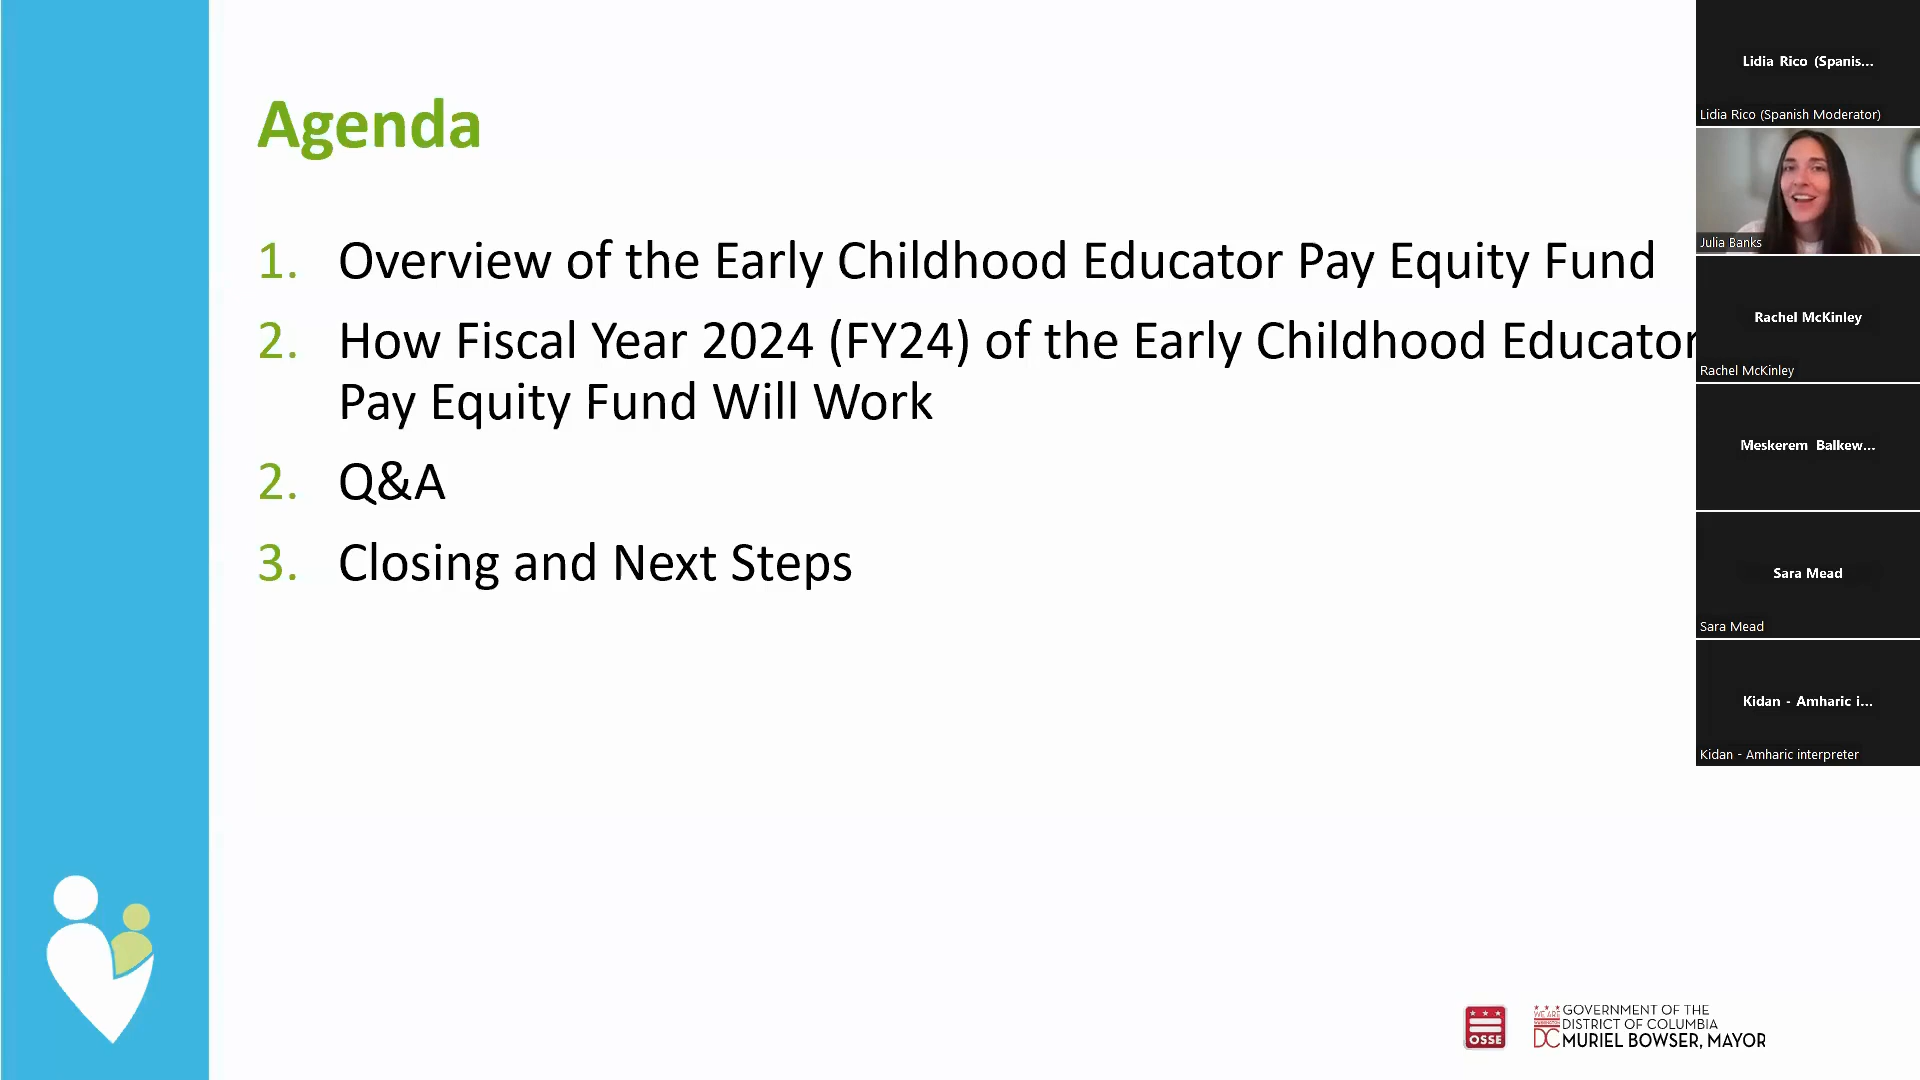 Agenda
1. Overview of the Early Childhood Educator Pay Equity Fund
2. How Fiscal Year 2024 (FY24) of the Early Childhood Educator
Pay Equity Fund Will Work
2. Q&A
3. Closing and Next Steps
Lidia Rico (Spanis...
Lidia Rico (Spanish Moderator)
Julia Banks
Rachel McKinley
Rachel McKinley
Meskerem Balkew...
Sara Mead
Sara Mead
Kidan - Amharic i...
Kidan - Amharic interpreter
OSSE
WE ARE
WASHINGTON
DC
GOVERNMENT OF THE
DISTRICT OF COLUMBIA
MURIEL BOWSER, MAYOR